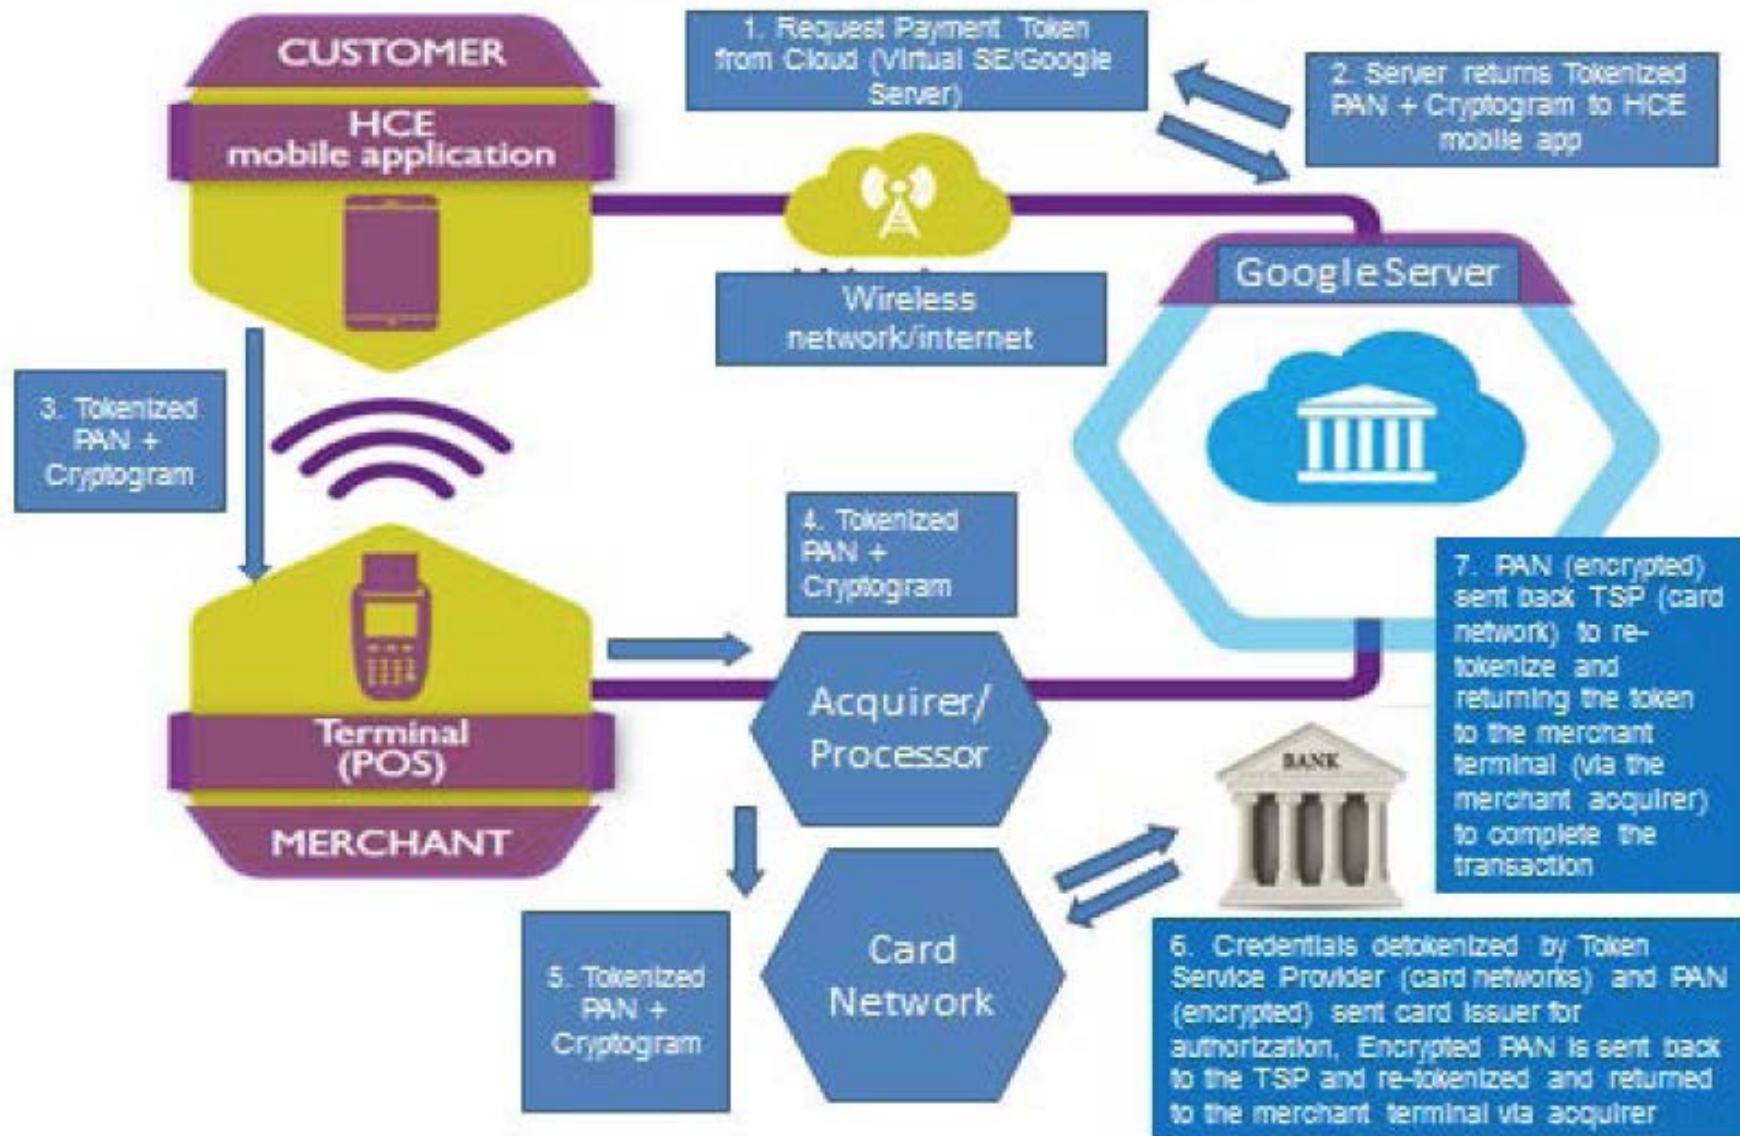 CUSTOMER
HCE
mobile application
1. Request Payment Token
from Cloud (Virtual SE/Google
Server)
2. Server returns Tokenized
PAN + Cryptogram to HCE
mobile app
Wireless
network/internet
Google Server
3. Tokenized
PAN +
Cryptogram
4. Tokenized
PAN +
Cryptogram
Terminal
(POS)
MERCHANT
Acquirer/
Processor
BANK
7. PAN (encrypted)
sent back TSP (card
network) to re-
tokenize and
returning the token
to the merchant
terminal (via the
merchant acquirer)
to complete the
transaction
5. Tokenized
PAN +
Cryptogram
Card
Network
6. Credentials detokenized by Token
Service Provider (card networks) and PAN
(encrypted) sent card issuer for
authorization, Encrypted PAN is sent back
to the TSP and re-tokenized and returned
to the merchant terminal via acquirer